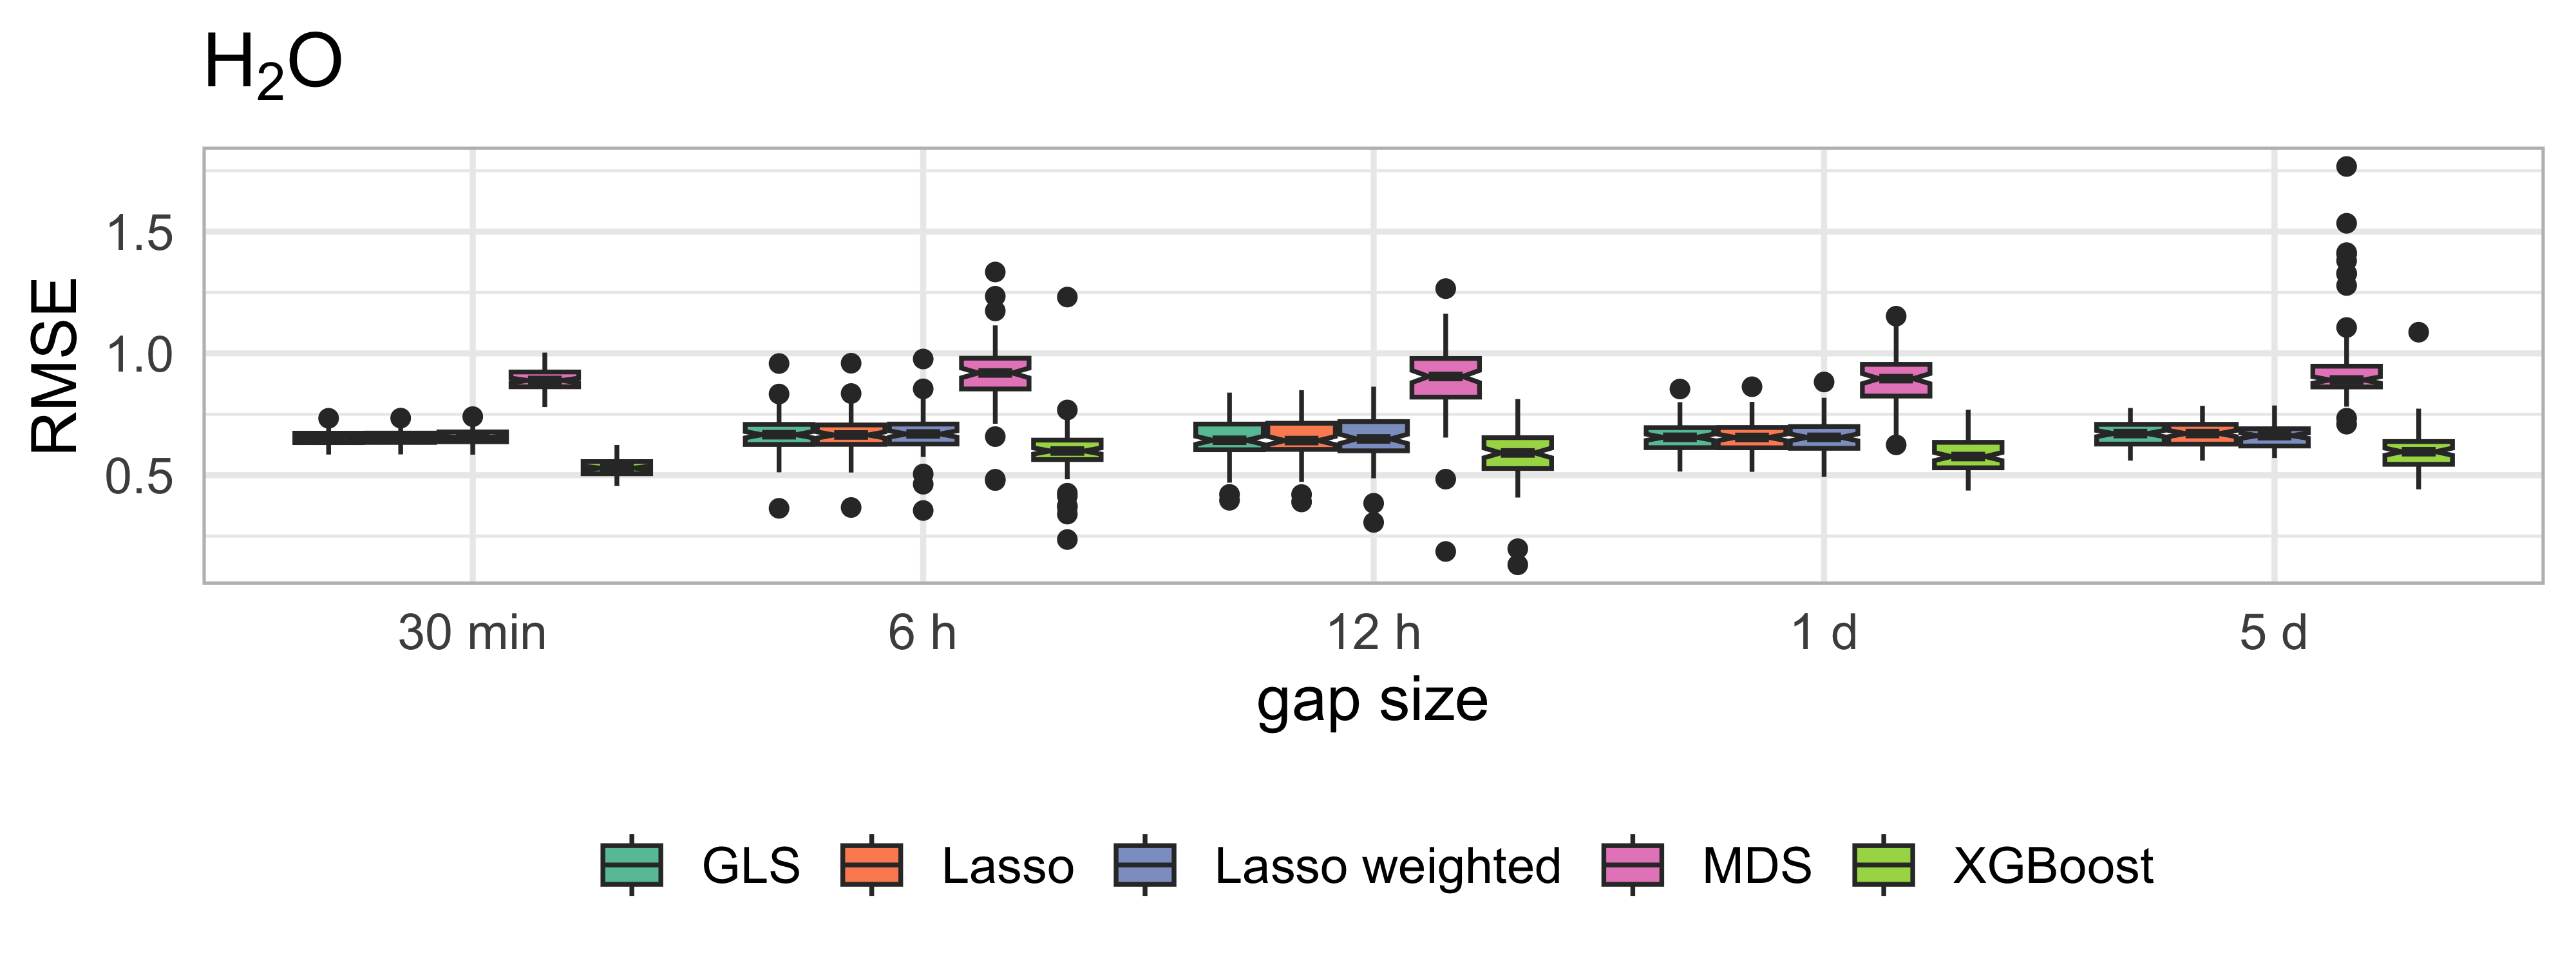 H₂O
RMSE
1.5
1.0
0.5
30 min
6 h
12 h
1 d
5 d
gap size
GLS
Lasso
Lasso weighted
MDS
XGBoost